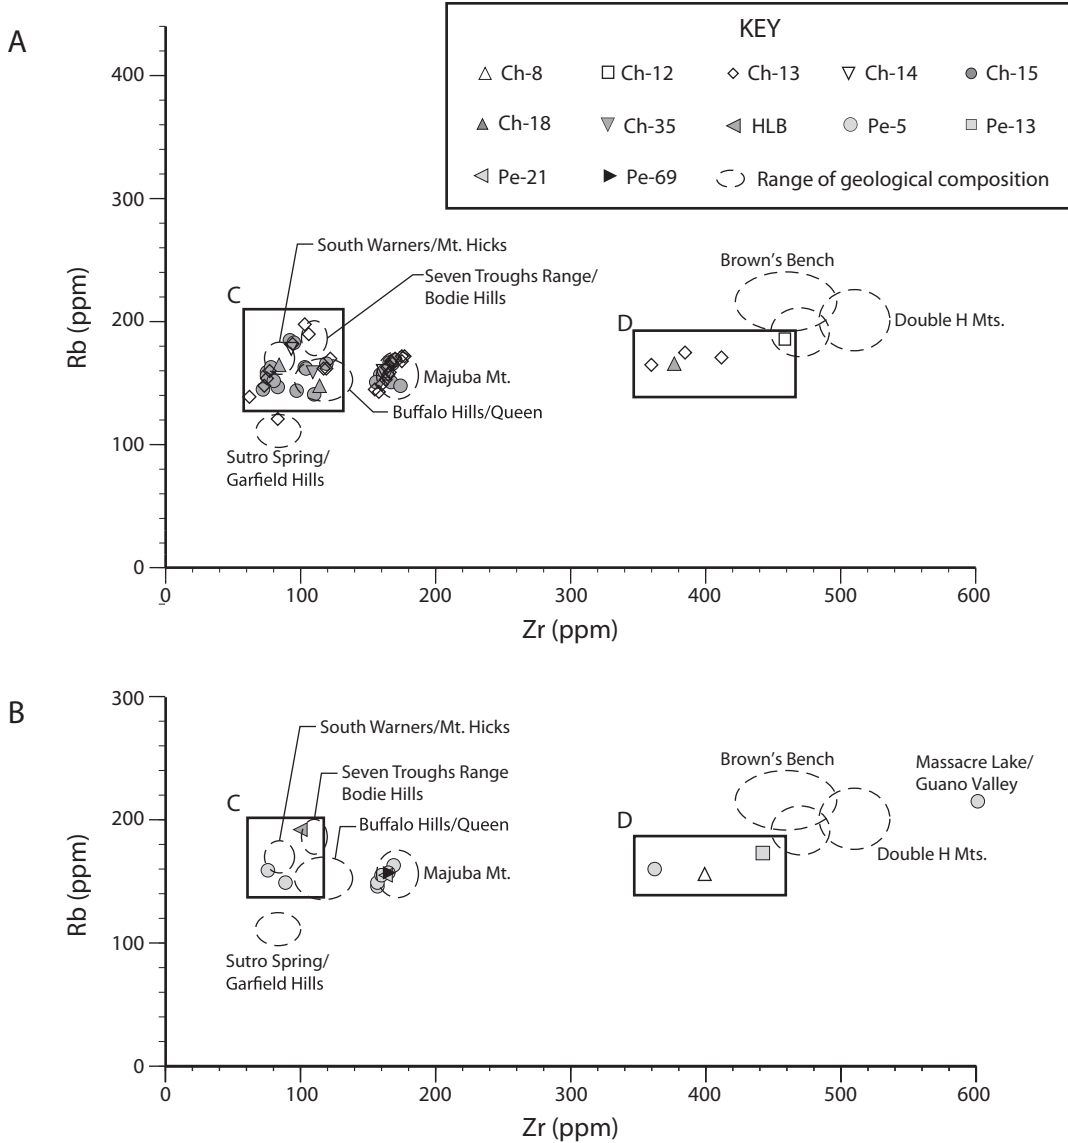 A
KEY
Ch-8 Ch-12 Ch-13 Ch-14 Ch-15
Ch-18 Ch-35 HLB Pe-5 Pe-13
Pe-21 Pe-69 Range of geological composition
400
300
200
100
0
Rb (ppm)
South Warners/Mt. Hicks
Seven Troughs Range/
Bodie Hills
C
Majuba Mt.
Buffalo Hills/Queen
Sutro Spring/
Garfield Hills
Brown's Bench
D
Double H Mts.
0 100 200 300 400 500 600
Zr (ppm)
B
300
200
100
0
Rb (ppm)
South Warners/Mt. Hicks
Seven Troughs Range
Bodie Hills
C
Buffalo Hills/Queen
Majuba Mt.
Sutro Spring/
Garfield Hills
Brown's Bench
Massacre Lake/
Guano Valley
D
Double H Mts.
0 100 200 300 400 500 600
Zr (ppm)